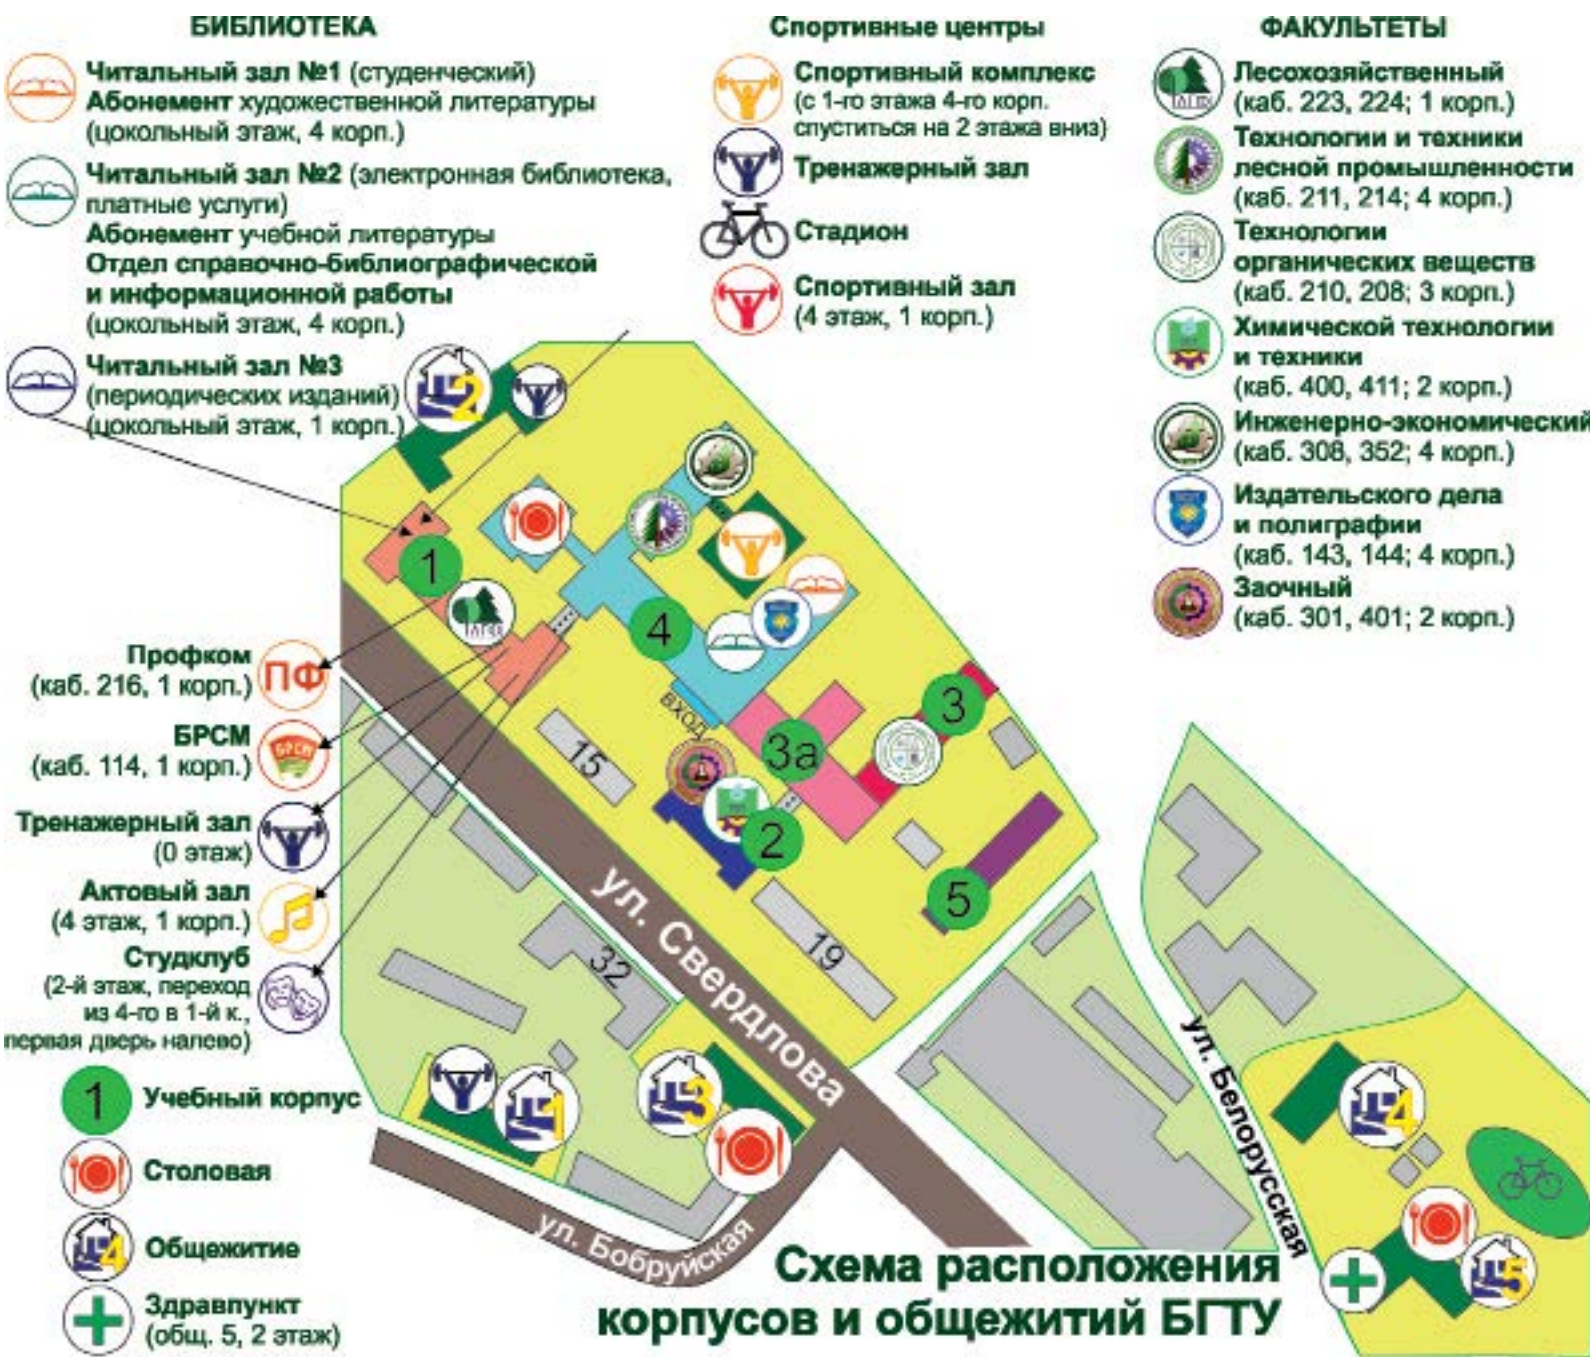 БИБЛИОТЕКА
Читальный зал №1 (студенческий)
Абонемент художественной литературы
(цокольный этаж, 4 корп.)
Читальный зал №2 (электронная библиотека,
платные услуги)
Абонемент учебной литературы
Отдел справочно-библиографической
и информационной работы
(цокольный этаж, 4 корп.)
Читальный зал №3
(периодических изданий)
(цокольный этаж, 1 корп.)
Спортивные центры
Спортивный комплекс
(с 1-го этажа 4-го корп.
спуститься на 2 этажа вниз)
Тренажерный зал
Стадион
Спортивный зал
(4 этаж, 1 корп.)
ФАКУЛЬТЕТЫ
Лесохозяйственный
(каб. 223, 224; 1 корп.)
Технологии и техники
лесной промышленности
(каб. 211, 214; 4 корп.)
Технологии
органических веществ
(каб. 210, 208; 3 корп.)
Химической технологии
и техники
(каб. 400, 411; 2 корп.)
Инженерно-экономический
(каб. 308, 352; 4 корп.)
Издательского дела
и полиграфии
(каб. 143, 144; 4 корп.)
Заочный
(каб. 301, 401; 2 корп.)
2
1
4
ВХОД
3
3а
15
2
5
19
32
ул. Свердлова
1
3
ул. Бобруйская
ул. Белорусская
4
5
Профком
(каб. 216, 1 корп.)
ПФ
БРСМ
(каб. 114, 1 корп.)
БРСМ
Тренажерный зал
(0 этаж)
Актовый зал
(4 этаж, 1 корп.)
Студклуб
(2-й этаж, переход
из 4-го в 1-й к.,
первая дверь налево)
1
Учебный корпус
Столовая
4
Общежитие
Здравпункт
(общ. 5, 2 этаж)
Схема расположения
корпусов и общежитий БГТУ